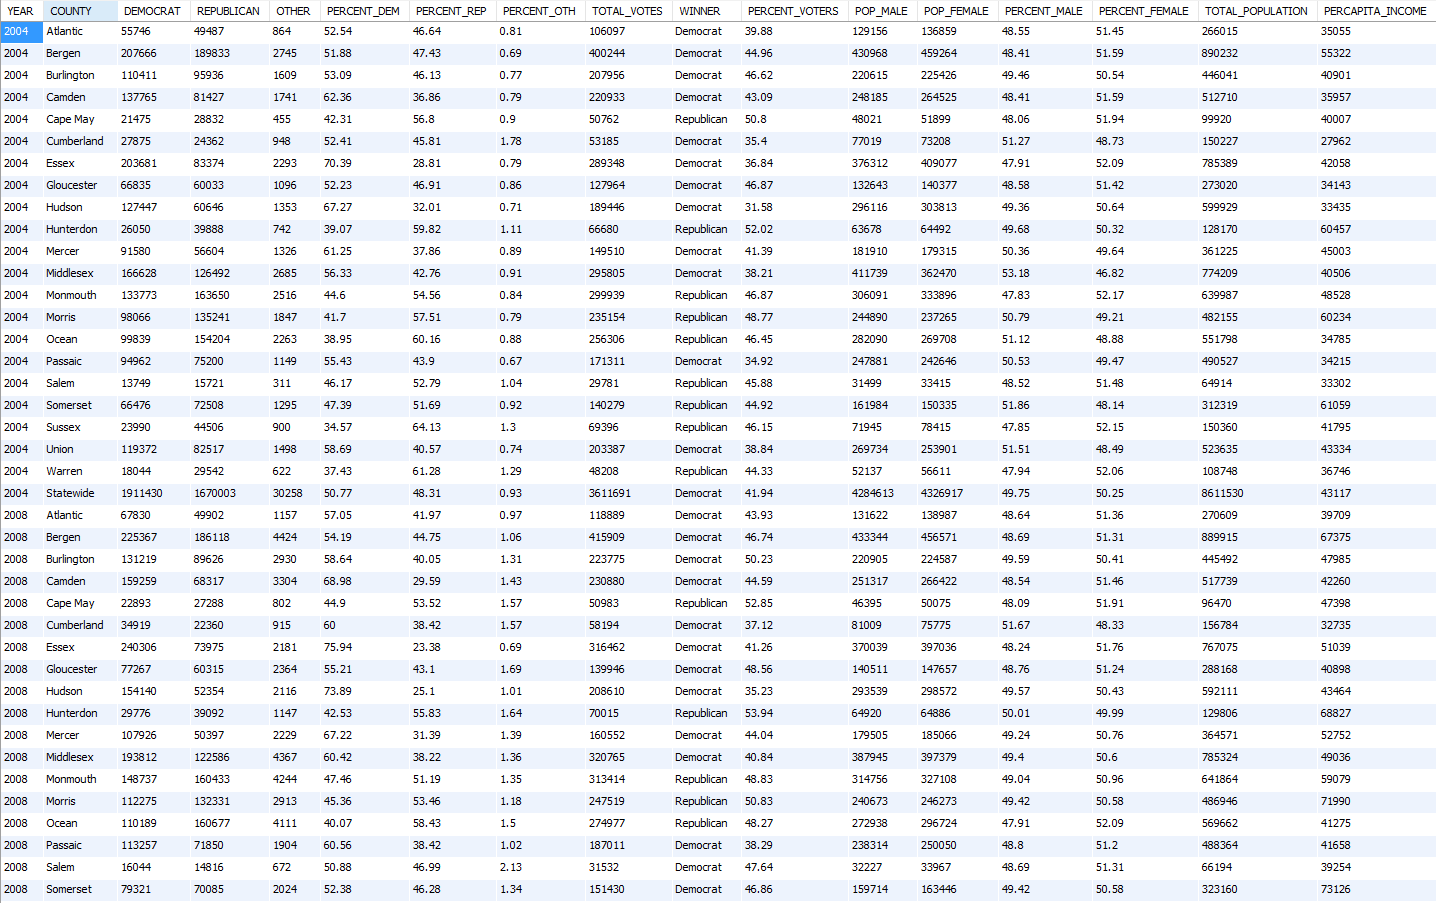 YEAR COUNTY DEMOCRAT REPUBLICAN OTHER PERCENT_DEM PERCENT_REP PERCENT_OTH TOTAL_VOTES WINNER PERCENT_VOTERS POP_MALE POP_FEMALE PERCENT_MALE PERCENT_FEMALE TOTAL_POPULATION PERCAPITA_INCOME
2004 Atlantic 55746 49487 864 52.54 46.64 0.81 106097 Democrat 39.88 129156 136859 48.55 51.45 266015 35055
2004 Bergen 207666 189833 2745 51.88 47.43 0.69 400244 Democrat 44.96 430968 459264 48.41 51.59 890232 55322
2004 Burlington 110411 95936 1609 53.09 46.13 0.77 207956 Democrat 46.62 220615 225426 49.46 50.54 446041 40901
2004 Camden 137765 81427 1741 62.36 36.86 0.79 220933 Democrat 43.09 248185 264525 48.41 51.59 512710 35957
2004 Cape May 21475 28832 455 42.31 56.8 0.9 50762 Republican 50.8 48021 51899 48.06 51.94 99920 40007
2004 Cumberland 27875 24362 948 52.41 45.81 1.78 53185 Democrat 35.4 77019 73208 51.27 48.73 150227 27962
2004 Essex 203681 83374 2293 70.39 28.81 0.79 289348 Democrat 36.84 376312 409077 47.91 52.09 785389 42058
2004 Gloucester 66835 60033 1096 52.23 46.91 0.86 127964 Democrat 46.87 132643 140377 48.58 51.42 273020 34143
2004 Hudson 127447 60646 1353 67.27 32.01 0.71 189446 Democrat 31.58 296116 303813 49.36 50.64 599929 33435
2004 Hunterdon 26050 39888 742 39.07 59.82 1.11 66680 Republican 52.02 63678 64492 49.68 50.32 128170 60457
2004 Mercer 91580 56604 1326 61.25 37.86 0.89 149510 Democrat 41.39 181910 179315 50.36 49.64 361225 45003
2004 Middlesex 166628 126492 2685 56.33 42.76 0.91 295805 Democrat 38.21 411739 362470 53.18 46.82 774209 40506
2004 Monmouth 133773 163650 2516 44.6 54.56 0.84 299939 Republican 46.87 306091 333896 47.83 52.17 639987 48528
2004 Morris 98066 135241 1847 41.7 57.51 0.79 235154 Republican 48.77 244890 237265 50.79 49.21 482155 60234
2004 Ocean 99839 154204 2263 38.95 60.16 0.88 256306 Republican 46.45 282090 269708 51.12 48.88 551798 34785
2004 Passaic 94962 75200 1149 55.43 43.9 0.67 171311 Democrat 34.92 247881 242646 50.53 49.47 490527 34215
2004 Salem 13749 15721 311 46.17 52.79 1.04 29781 Republican 45.88 31499 33415 48.52 51.48 64914 33302
2004 Somerset 66476 72508 1295 47.39 51.69 0.92 140279 Republican 44.92 161984 150335 51.86 48.14 312319 61059
2004 Sussex 23990 44506 900 34.57 64.13 1.3 69396 Republican 46.15 71945 78415 47.85 52.15 150360 41795
2004 Union 119372 82517 1498 58.69 40.57 0.74 203387 Democrat 38.84 269734 253901 51.51 48.49 523635 43334
2004 Warren 18044 29542 622 37.43 61.28 1.29 48208 Republican 44.33 52137 56611 47.94 52.06 108748 36746
2004 Statewide 1911430 1670003 30258 50.77 48.31 0.93 3611691 Democrat 41.94 4284613 4326917 49.75 50.25 8611530 43117
2008 Atlantic 67830 49902 1157 57.05 41.97 0.97 118889 Democrat 43.93 131622 138987 48.64 51.36 270609 39709
2008 Bergen 225367 186118 4424 54.19 44.75 1.06 415909 Democrat 46.74 433344 456571 48.69 51.31 889915 67375
2008 Burlington 131219 89626 2930 58.64 40.05 1.31 223775 Democrat 50.23 220905 224587 49.59 50.41 445492 47985
2008 Camden 159259 68317 3304 68.98 29.59 1.43 230880 Democrat 44.59 251317 266422 48.54 51.46 517739 42260
2008 Cape May 22893 27288 802 44.9 53.52 1.57 50983 Republican 52.85 46395 50075 48.09 51.91 96470 47398
2008 Cumberland 34919 22360 915 60 38.42 1.57 58194 Democrat 37.12 81009 75775 51.67 48.33 156784 32735
2008 Essex 240306 73975 2181 75.94 23.38 0.69 316462 Democrat 41.26 370039 397036 48.24 51.76 767075 51039
2008 Gloucester 77267 60315 2364 55.21 43.1 1.69 139946 Democrat 48.56 140511 147657 48.76 51.24 288168 40898
2008 Hudson 154140 52354 2116 73.89 25.1 1.01 208610 Democrat 35.23 293539 298572 49.57 50.43 592111 43464
2008 Hunterdon 29776 39092 1147 42.53 55.83 1.64 70015 Republican 53.94 64920 64886 50.01 49.99 129806 68827
2008 Mercer 107926 50397 2229 67.22 31.39 1.39 160552 Democrat 44.04 179505 185066 49.24 50.76 364571 52752
2008 Middlesex 193812 122586 4367 60.42 38.22 1.36 320765 Democrat 40.84 387945 397379 49.4 50.6 785324 49036
2008 Monmouth 148737 160433 4244 47.46 51.19 1.35 313414 Republican 48.83 314756 327108 49.04 50.96 641864 59079
2008 Morris 112275 132331 2913 45.36 53.46 1.18 247519 Republican 50.83 240673 246273 49.42 50.58 486946 71990
2008 Ocean 110189 160677 4111 40.07 58.43 1.5 274977 Republican 48.27 272938 296724 47.91 52.09 569662 41275
2008 Passaic 113257 71850 1904 60.56 38.42 1.02 187011 Democrat 38.29 238314 250050 48.8 51.2 488364 41658
2008 Salem 16044 14816 672 50.88 46.99 2.13 31532 Democrat 47.64 32227 33967 48.69 51.31 66194 39254
2008 Somerset 79321 70085 2024 52.38 46.28 1.34 151430 Democrat 46.86 159714 163446 49.42 50.58 323160 73126